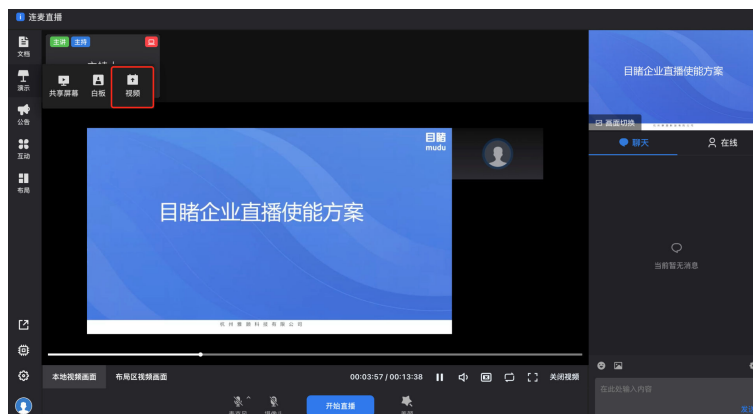 连麦直播
文档
演示
公告
互动
布局
主讲 主持
共享屏幕 白板 视频
目睹
mudu
目睹企业直播使能方案
本地视频画面 布局区视频画面
00:03:57 / 00:13:38
关闭视频
开始直播
目睹企业直播使能方案
画面切换
聊天 在线
当前暂无消息
在此处输入内容